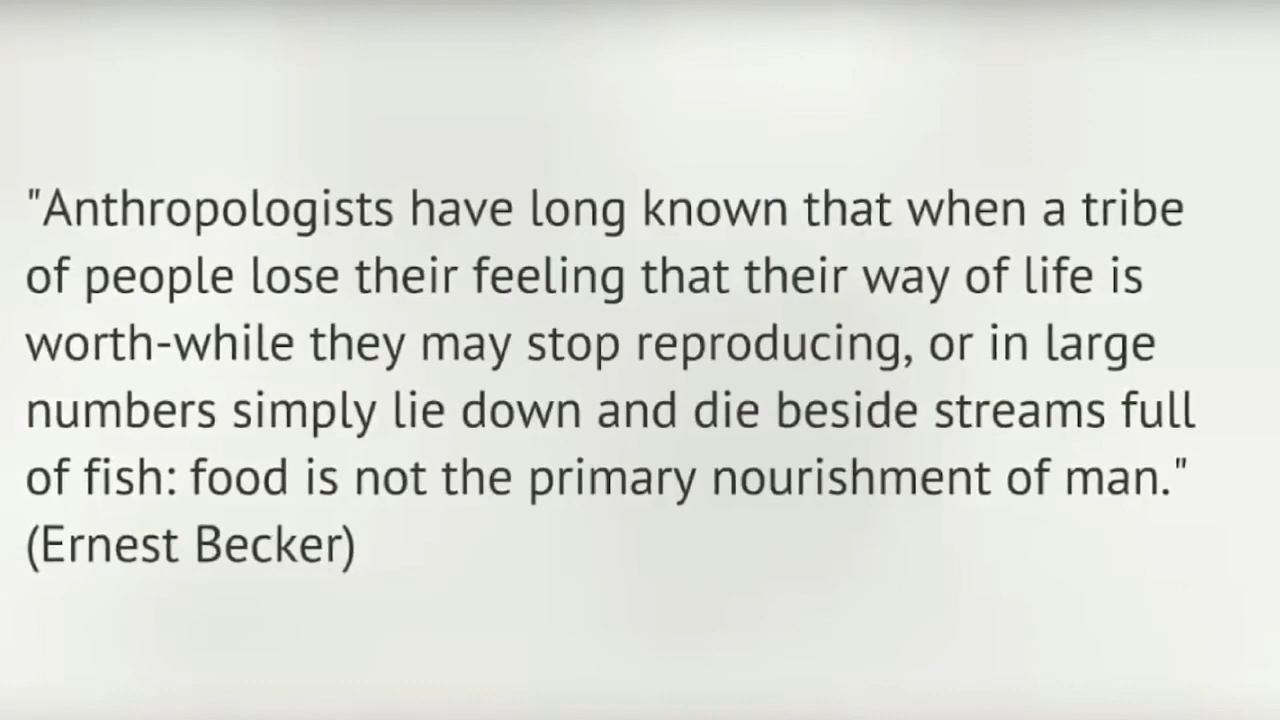 "Anthropologists have long known that when a tribe
of people lose their feeling that their way of life is
worth-while they may stop reproducing, or in large
numbers simply lie down and die beside streams full
of fish: food is not the primary nourishment of man."
(Ernest Becker)